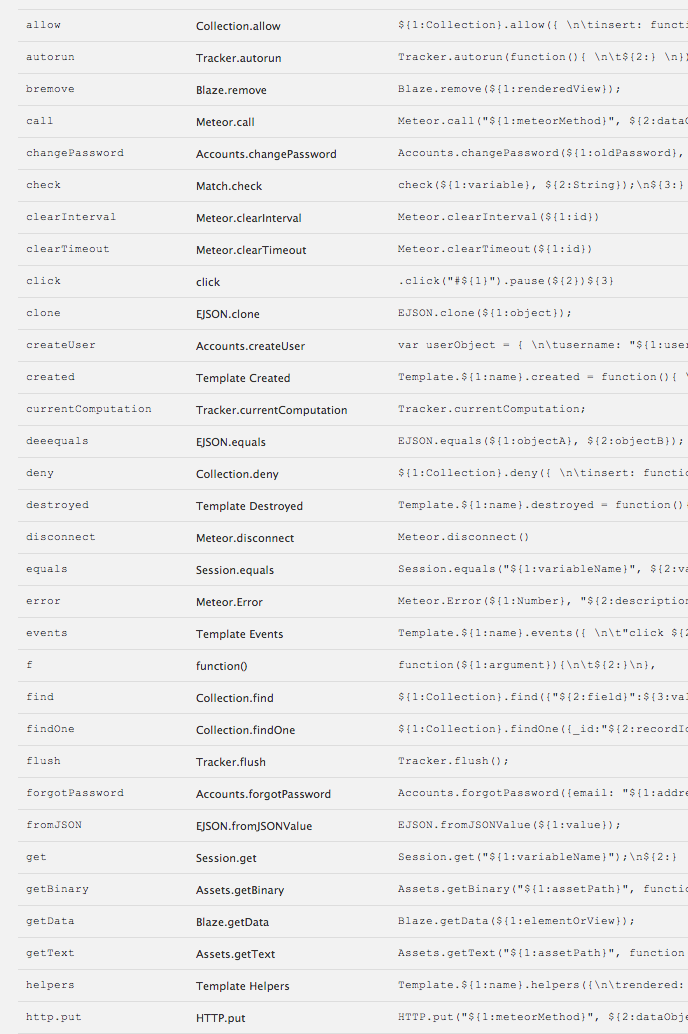 allow Collection.allow ${1:Collection}.allow({ \n\tinsert: functi
autorun Tracker.autorun Tracker.autorun(function(){ \n\t${2:} \n})
bremove Blaze.remove Blaze.remove(${1:renderedView});
call Meteor.call Meteor.call("${1:meteorMethod}", ${2:data
changePassword Accounts.changePassword Accounts.changePassword(${1:oldPassword},
check Match.check check(${1:variable}, ${2:String});\n${3:}
clearInterval Meteor.clearInterval Meteor.clearInterval(${1:id})
clearTimeout Meteor.clearTimeout Meteor.clearTimeout(${1:id})
click click .click("#${1}").pause(${2})${3}
clone EJSON.clone EJSON.clone(${1:object});
createUser Accounts.createUser var userObject = { \n\tusername: "${1:user
created Template Created Template.${1:name}.created = function(){ \
currentComputation Tracker.currentComputation Tracker.currentComputation;
deeequals EJSON.equals EJSON.equals(${1:objectA}, ${2:objectB});
deny Collection.deny ${1:Collection}.deny({ \n\tinsert: functio
destroyed Template Destroyed Template.${1:name}.destroyed = function()
disconnect Meteor.disconnect Meteor.disconnect()
equals Session.equals Session.equals("${1:variableName}", ${2:va
error Meteor.Error Meteor.Error(${1:Number}, "${2:description
events Template Events Template.${1:name}.events({ \n\t"click ${2
f function() function(${1:argument}){\n\t${2:}\n},
find Collection.find ${1:Collection}.find({"${2:field}":${3:val
findOne Collection.findOne ${1:Collection}.findOne({_id:"${2:recordId
flush Tracker.flush Tracker.flush();
forgotPassword Accounts.forgotPassword Accounts.forgotPassword({email: "${1:addre
fromJSON EJSON.fromJSONValue EJSON.fromJSONValue(${1:value});
get Session.get Session.get("${1:variableName}");\n${2:}
getBinary Assets.getBinary Assets.getBinary("${1:assetPath}", functio
getData Blaze.getData Blaze.getData(${1:elementOrView});
getText Assets.getText Assets.getText("${1:assetPath}", function
helpers Template Helpers Template.${1:name}.helpers({\n\trendered:
http.put HTTP.put HTTP.put("${1:meteorMethod}", ${2:dataObje